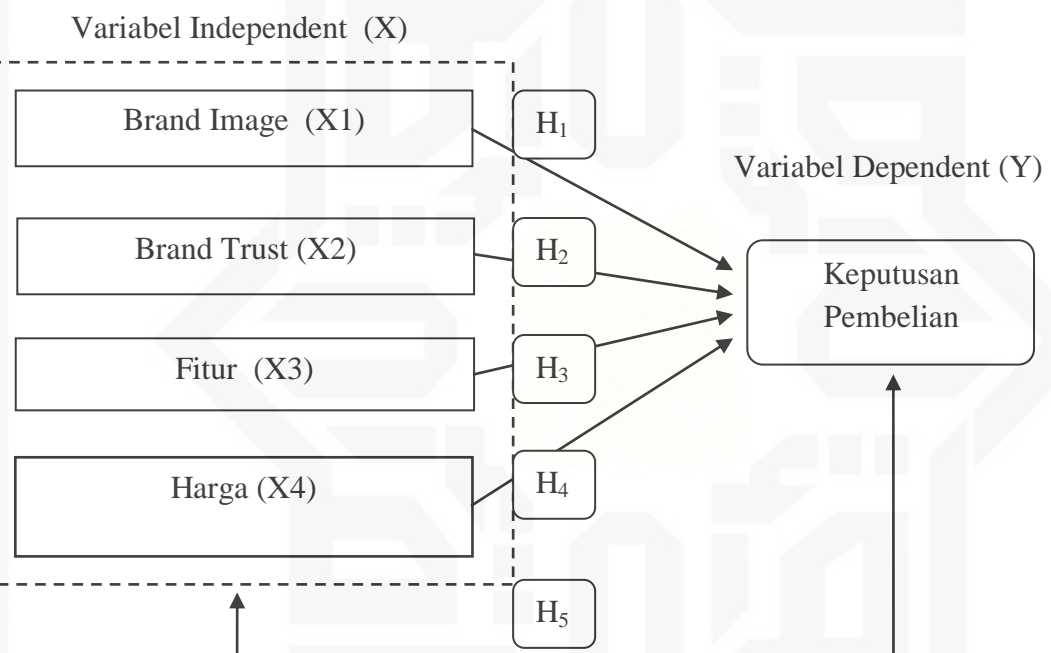 Variabel Independent (X)
Brand Image (X1)
H₁
Variabel Dependent (Y)
Brand Trust (X2)
H₂
Keputusan
Pembelian
Fitur (X3)
H₃
Harga (X4)
H₄
H₅